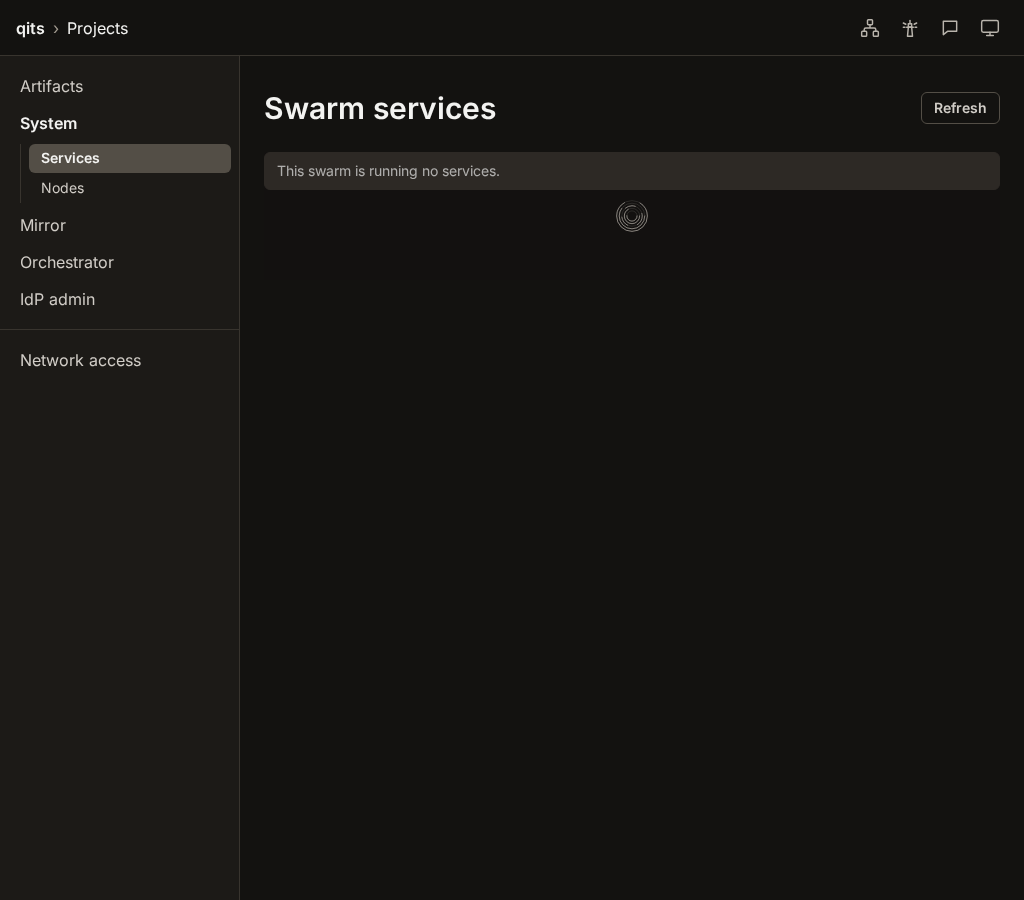 qits › Projects
Artifacts
System
Services
Nodes
Mirror
Orchestrator
IdP admin
Network access
Swarm services
Refresh
This swarm is running no services.